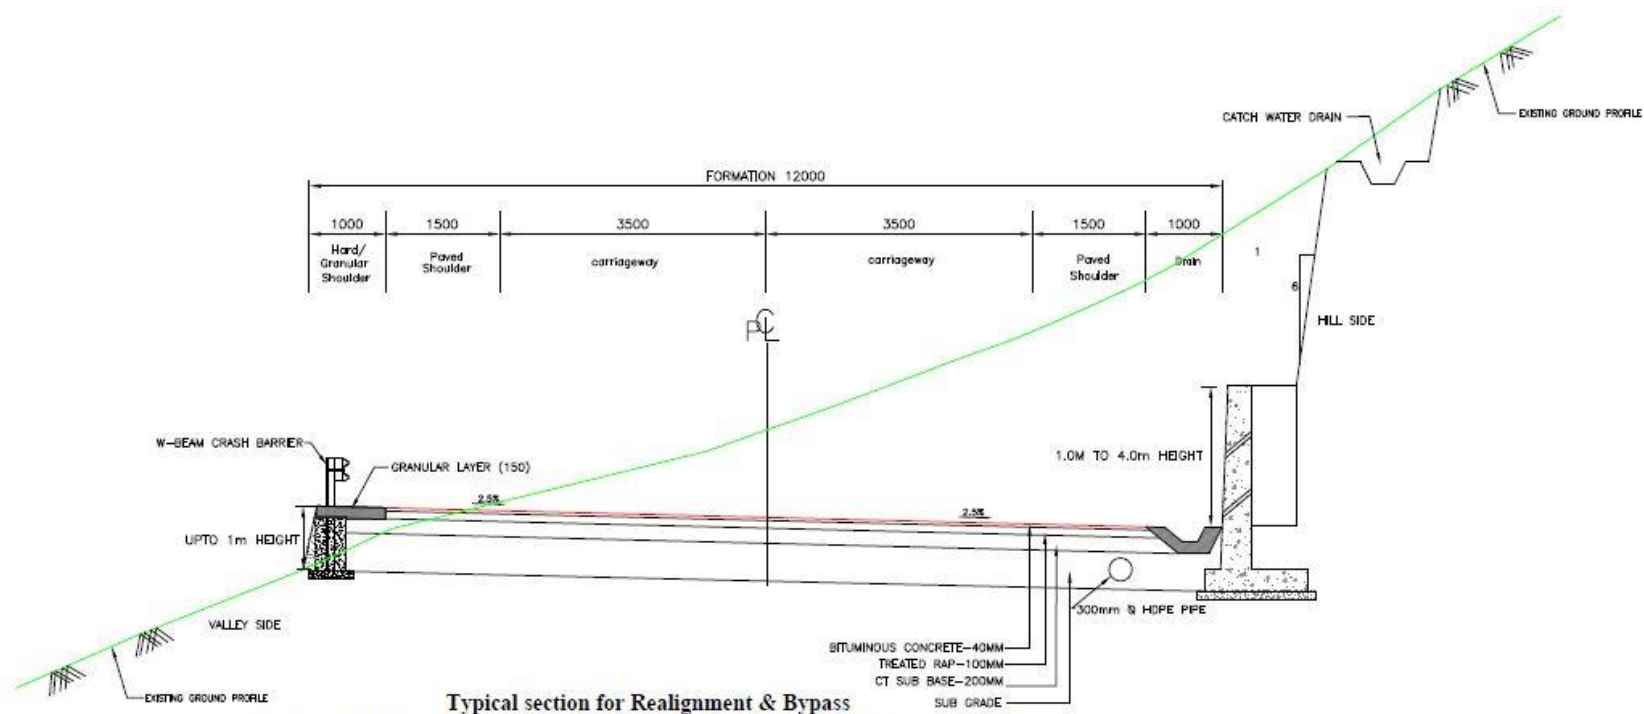 CATCH WATER DRAIN
EXISTING GROUND PROFILE
FORMATION 12000
1000
1500
3500
3500
1500
1000
Hard/
Granular
Shoulder
Paved
Shoulder
carriageway
carriageway
Paved
Shoulder
Drain
1
6
HILL SIDE
PCL
W-BEAM CRASH BARRIER
GRANULAR LAYER (150)
1.0M TO 4.0m HEIGHT
2.5%
2.5%
UPTO 1m HEIGHT
300mm Ø HDPE PIPE
VALLEY SIDE
BITUMINOUS CONCRETE-40MM
TREATED RAP-100MM
CT SUB BASE-200MM
SUB GRADE
EXISTING GROUND PROFILE
Typical section for Realignment & Bypass